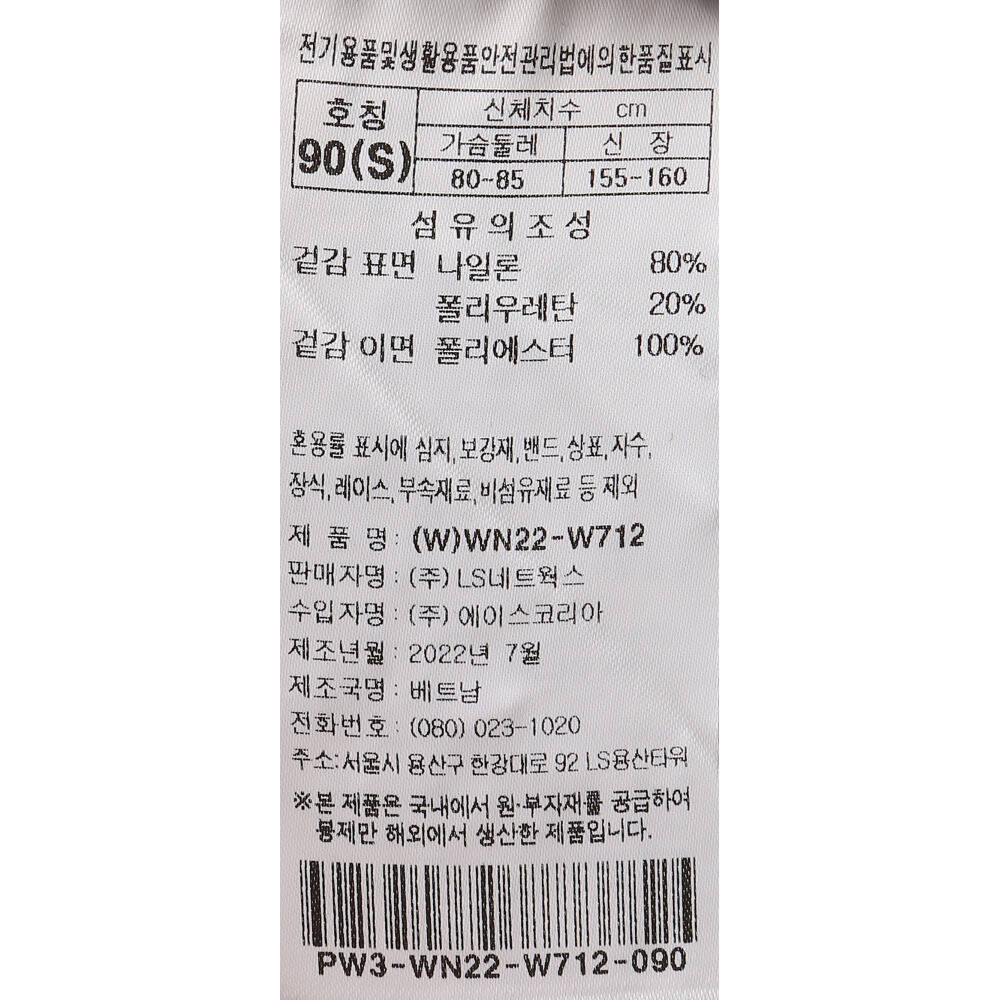 전기용품및생활용품안전관리법에의한품질표시
호칭
90(S)
신체치수 cm
가슴둘레 신 장
80-85 155-160
섬유의조성
겉감 표면 나일론 80%
폴리우레탄 20%
겉감 이면 폴리에스터 100%
혼용률 표시에 심지,보강재,밴드,상표,자수,
장식,레이스,부속재료,비섬유재료 등 제외
제 품 명: (W)WN22-W712
판매자명 : (주) LS네트웍스
수입자명 : (주) 에이스코리아
제조년월 : 2022년 7월
제조국명 : 베트남
전화번호 : (080) 023-1020
주소:서울시 용산구 한강대로 92 LS용산타워
※본 제품은 국내에서 원·부자재를 공급하여
봉제만 해외에서 생산한 제품입니다.
PW3-WN22-W712-090